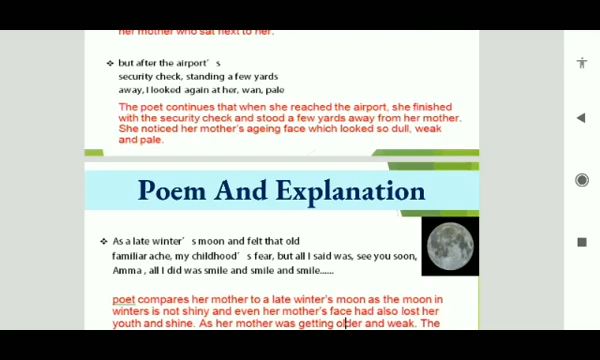 her mother who sat next to her.
❖ but after the airport's
security check, standing a few yards
away, I looked again at her, wan, pale
The poet continues that when she reached the airport, she finished
with the security check and stood a few yards away from her mother.
She noticed her mother's ageing face which looked so dull, weak
and pale.
Poem And Explanation
❖ As a late winter's moon and felt that old
familiar ache, my childhood's fear, but all I said was, see you soon,
Amma , all I did was smile and smile and smile......
poet compares her mother to a late winter's moon as the moon in
winters is not shiny and even her mother's face had also lost her
youth and shine. As her mother was getting older and weak. The